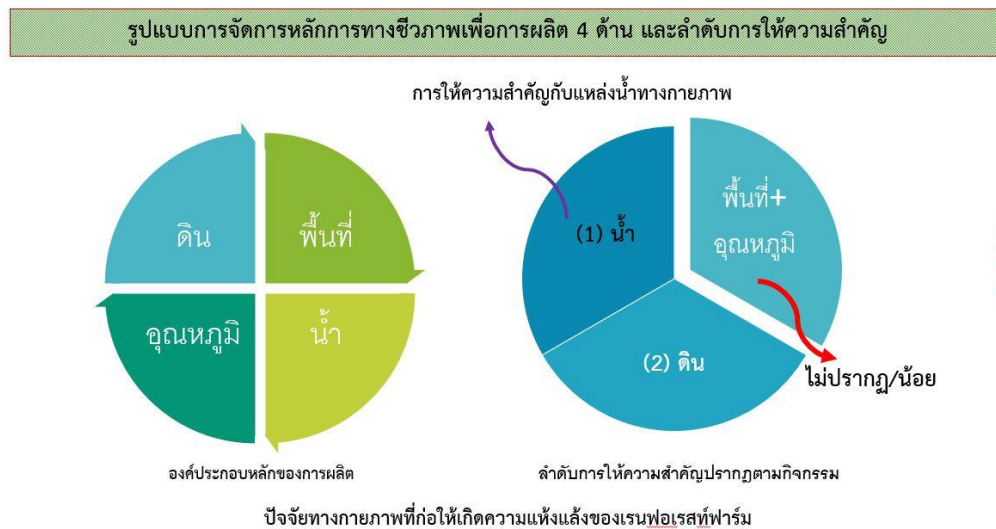 รูปแบบการจัดการหลักการทางชีวภาพเพื่อการผลิต 4 ด้าน และลำดับการให้ความสำคัญ
การให้ความสำคัญกับแหล่งน้ำทางกายภาพ
ดิน
พื้นที่
อุณหภูมิ
น้ำ
(1) น้ำ
พื้นที่+
อุณหภูมิ
(2) ดิน
ไม่ปรากฏ/น้อย
องค์ประกอบหลักของการผลิต
ลำดับการให้ความสำคัญปรากฏตามกิจกรรม
ปัจจัยทางกายภาพที่ก่อให้เกิดความแห้งแล้งของเรนฟอเรสท์ฟาร์ม